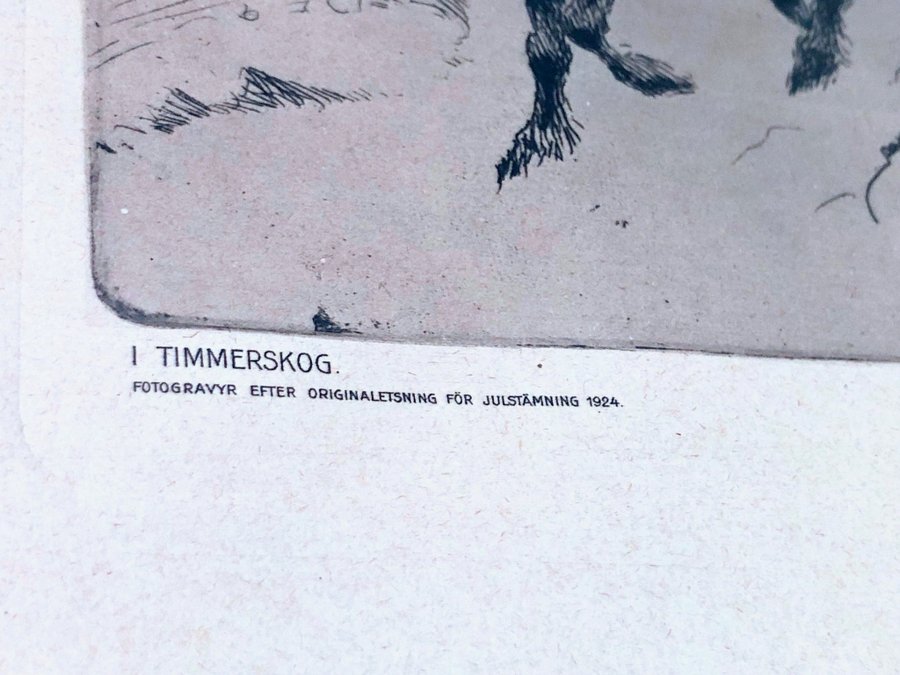 I TIMMERSKOG.
FOTOGRAVYR EFTER ORIGINALETSNING FÖR JULSTÄMNING 1924.